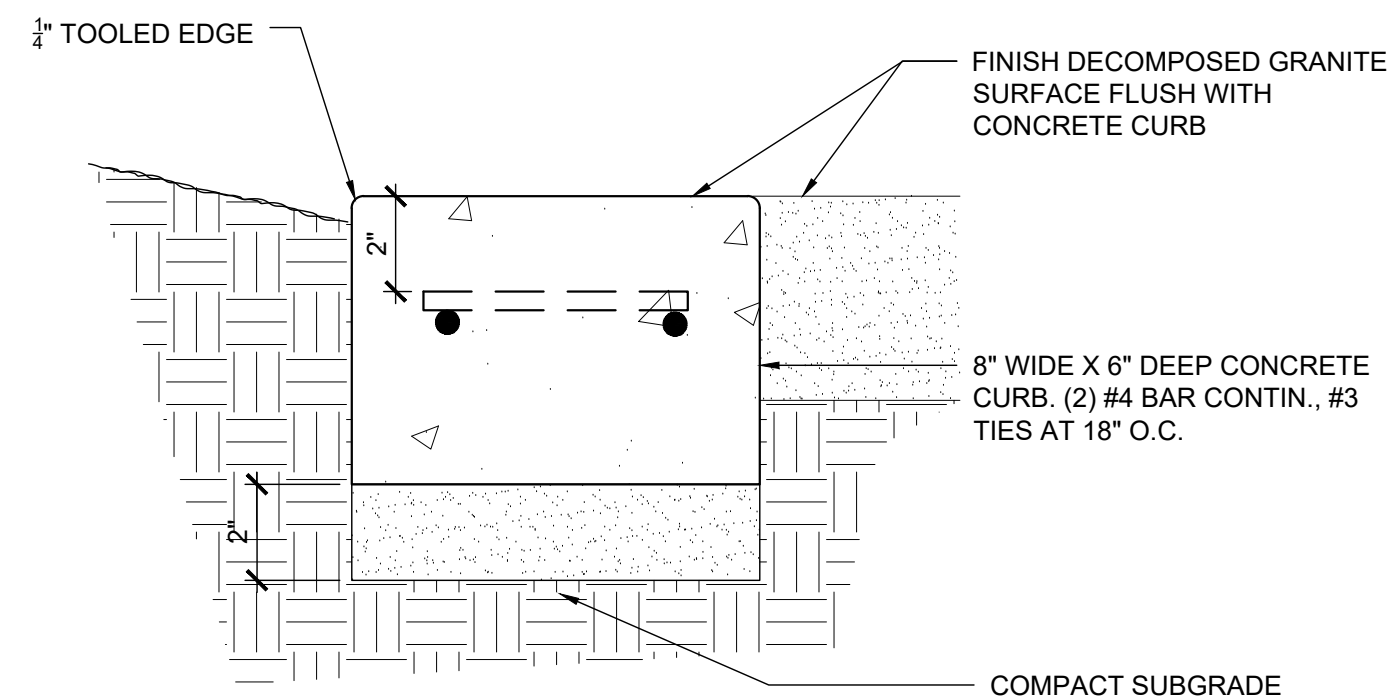 ¼" TOOLED EDGE
FINISH DECOMPOSED GRANITE
SURFACE FLUSH WITH
CONCRETE CURB
2"
8" WIDE X 6" DEEP CONCRETE
CURB. (2) #4 BAR CONTIN., #3
TIES AT 18" O.C.
2"
COMPACT SUBGRADE